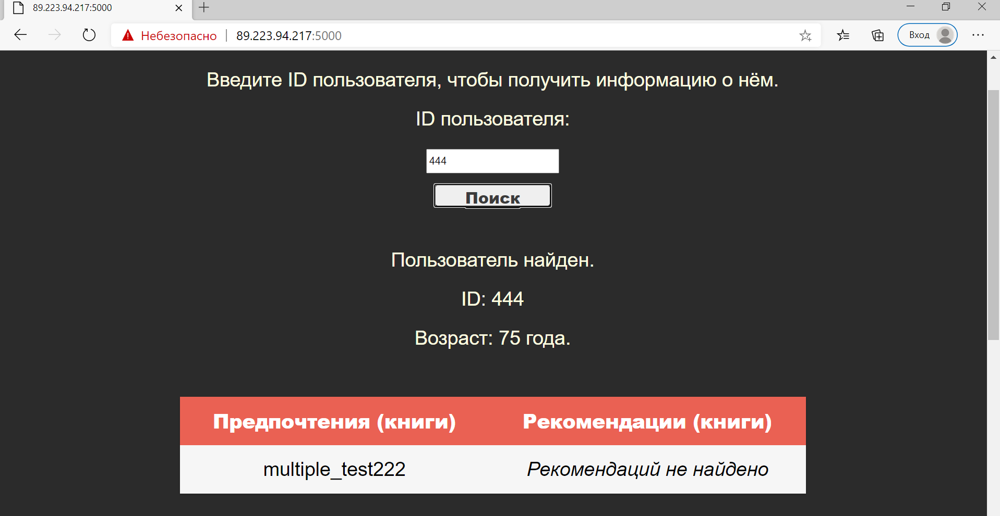 89.223.94.217:5000
Небезопасно 89.223.94.217:5000 Вход
Введите ID пользователя, чтобы получить информацию о нём.
ID пользователя:
444
Поиск
Пользователь найден.
ID: 444
Возраст: 75 года.
Предпочтения (книги) Рекомендации (книги)
multiple_test222 Рекомендаций не найдено